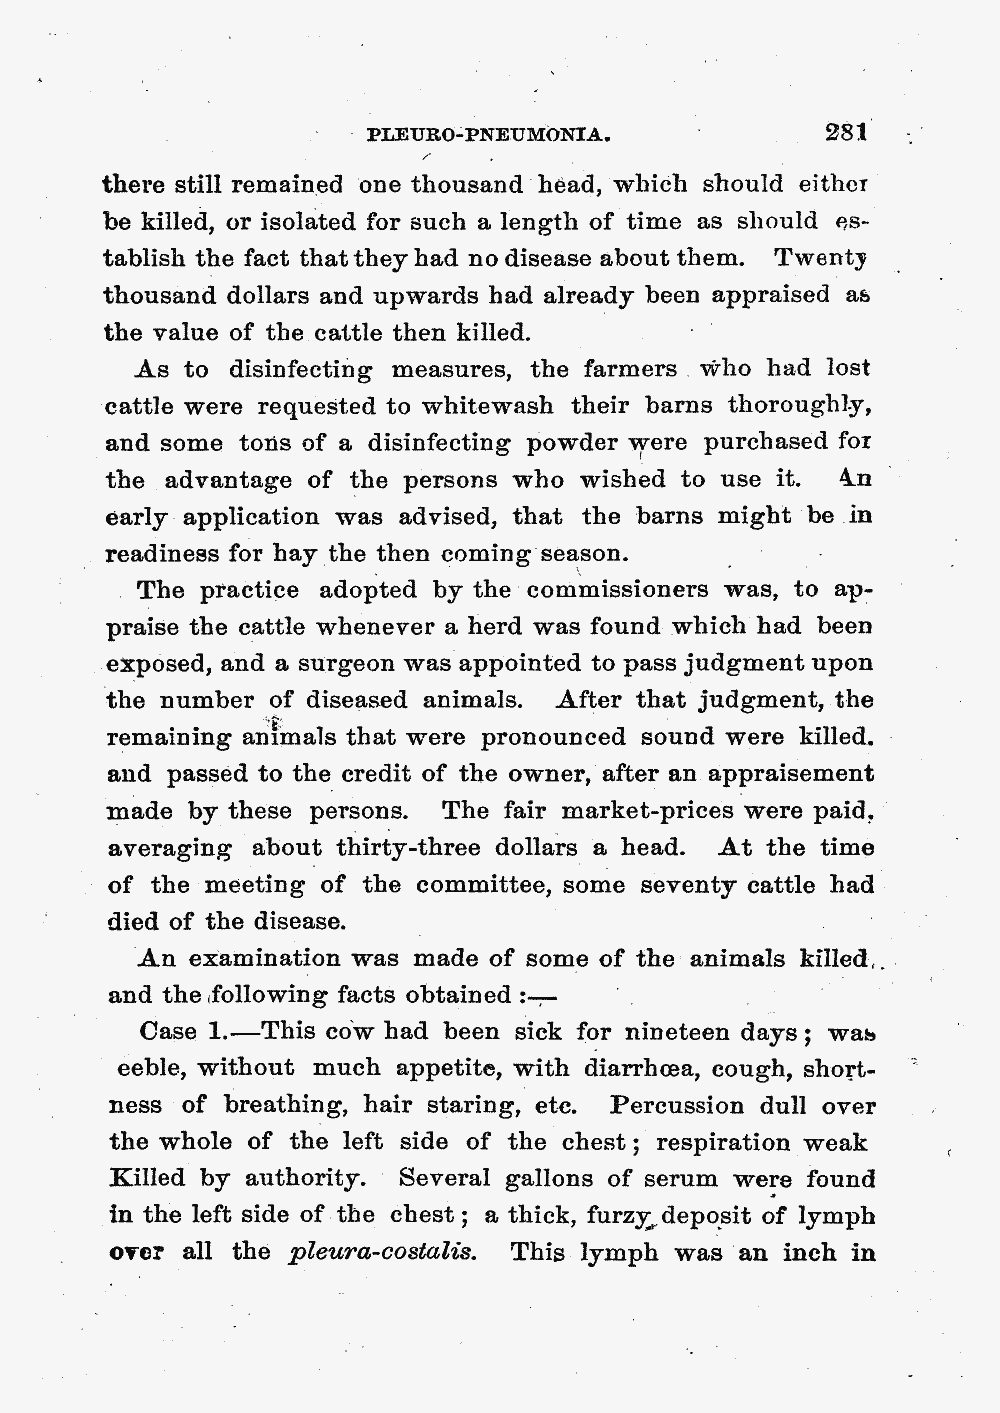 PLEURO-PNEUMONIA. 281
there still remained one thousand head, which should either
be killed, or isolated for such a length of time as should es-
tablish the fact that they had no disease about them. Twenty
thousand dollars and upwards had already been appraised as
the value of the cattle then killed.
As to disinfecting measures, the farmers who had lost
cattle were requested to whitewash their barns thoroughly,
and some tons of a disinfecting powder were purchased for
the advantage of the persons who wished to use it. An
early application was advised, that the barns might be in
readiness for hay the then coming season.
The practice adopted by the commissioners was, to ap-
praise the cattle whenever a herd was found which had been
exposed, and a surgeon was appointed to pass judgment upon
the number of diseased animals. After that judgment, the
remaining animals that were pronounced sound were killed.
and passed to the credit of the owner, after an appraisement
made by these persons. The fair market-prices were paid,
averaging about thirty-three dollars a head. At the time
of the meeting of the committee, some seventy cattle had
died of the disease.
An examination was made of some of the animals killed,
and the following facts obtained :—
Case 1.—This cow had been sick for nineteen days; was
eeble, without much appetite, with diarrhœa, cough, short-
ness of breathing, hair staring, etc. Percussion dull over
the whole of the left side of the chest; respiration weak
Killed by authority. Several gallons of serum were found
in the left side of the chest; a thick, furzy deposit of lymph
over all the pleura-costalis. This lymph was an inch in